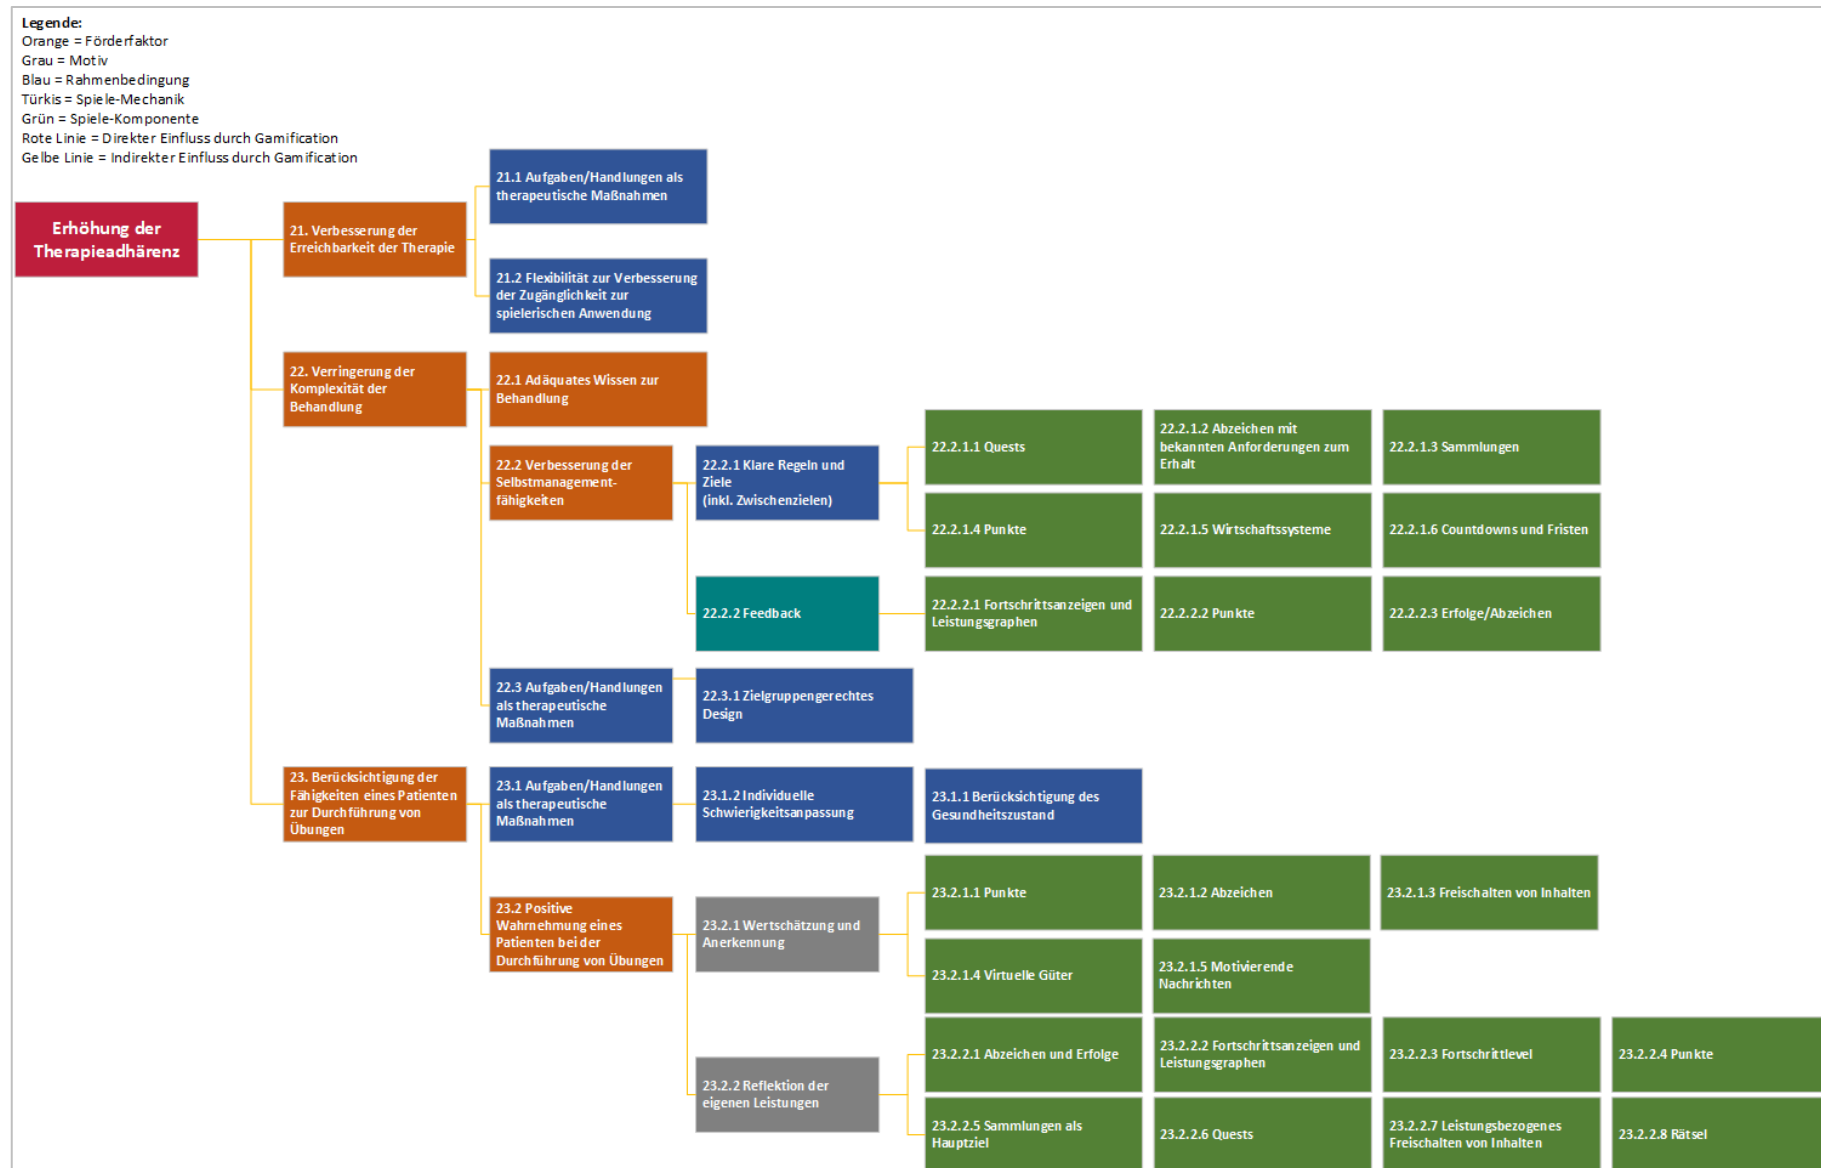 Legende:
Orange = Förderfaktor
Grau = Motiv
Blau = Rahmenbedingung
Türkis = Spiele-Mechanik
Grün = Spiele-Komponente
Rote Linie = Direkter Einfluss durch Gamification
Gelbe Linie = Indirekter Einfluss durch Gamification
Erhöhung der
Therapieadhärenz
21. Verbesserung der
Erreichbarkeit der Therapie
21.1 Aufgaben/Handlungen als
therapeutische Maßnahmen
21.2 Flexibilität zur Verbesserung
der Zugänglichkeit zur
spielerischen Anwendung
22. Verringerung der
Komplexität der
Behandlung
22.1 Adäquates Wissen zur
Behandlung
22.2 Verbesserung der
Selbstmanagement-
fähigkeiten
22.2.1 Klare Regeln und
Ziele
(inkl. Zwischenzielen)
22.2.1.1 Quests
22.2.1.2 Abzeichen mit
bekannten Anforderungen zum
Erhalt
22.2.1.3 Sammlungen
22.2.1.4 Punkte
22.2.1.5 Wirtschaftssysteme
22.2.1.6 Countdowns und Fristen
22.2.2 Feedback
22.2.2.1 Fortschrittsanzeigen und
Leistungsgraphen
22.2.2.2 Punkte
22.2.2.3 Erfolge/Abzeichen
22.3 Aufgaben/Handlungen
als therapeutische
Maßnahmen
22.3.1 Zielgruppengerechtes
Design
23. Berücksichtigung der
Fähigkeiten eines Patienten
zur Durchführung von
Übungen
23.1 Aufgaben/Handlungen
als therapeutische
Maßnahmen
23.1.2 Individuelle
Schwierigkeitsanpassung
23.1.1 Berücksichtigung des
Gesundheitszustand
23.2 Positive
Wahrnehmung eines
Patienten bei der
Durchführung von Übungen
23.2.1 Wertschätzung und
Anerkennung
23.2.1.1 Punkte
23.2.1.2 Abzeichen
23.2.1.3 Freischalten von Inhalten
23.2.1.4 Virtuelle Güter
23.2.1.5 Motivierende
Nachrichten
23.2.2 Reflektion der
eigenen Leistungen
23.2.2.1 Abzeichen und Erfolge
23.2.2.2 Fortschrittsanzeigen und
Leistungsgraphen
23.2.2.3 Fortschrittlevel
23.2.2.4 Punkte
23.2.2.5 Sammlungen als
Hauptziel
23.2.2.6 Quests
23.2.2.7 Leistungsbezogenes
Freischalten von Inhalten
23.2.2.8 Rätsel